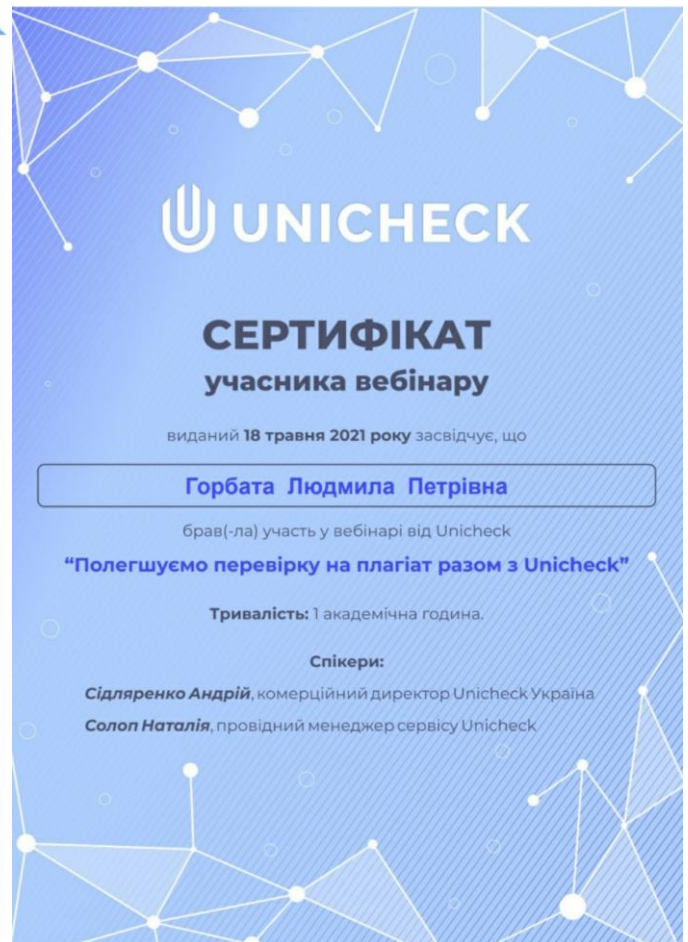 UNICHECK
СЕРТИФІКАТ
учасника вебінару
виданий 18 травня 2021 року засвідчує, що
Горбата Людмила Петрівна
брав(-ла) участь у вебінарі від Unicheck
“Полегшуємо перевірку на плагіат разом з Unicheck”
Тривалість: 1 академічна година.
Спікери:
Сідляренко Андрій, комерційний директор Unicheck Україна
Солоп Наталія, провідний менеджер сервісу Unicheck